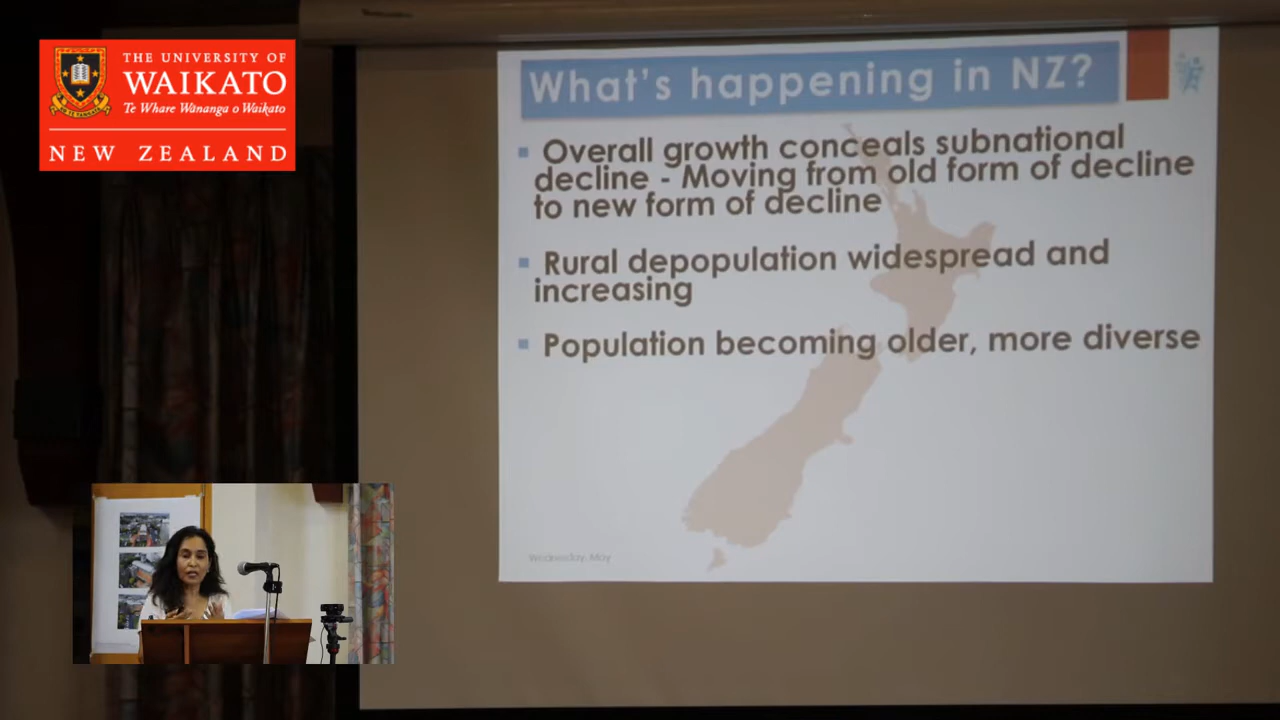 THE UNIVERSITY OF
WAIKATO
Te Whare Wānanga o Waikato
NEW ZEALAND
What's happening in NZ?
Overall growth conceals subnational
decline - Moving from old form of decline
to new form of decline
Rural depopulation widespread and
increasing
Population becoming older, more diverse
Wednesday, May